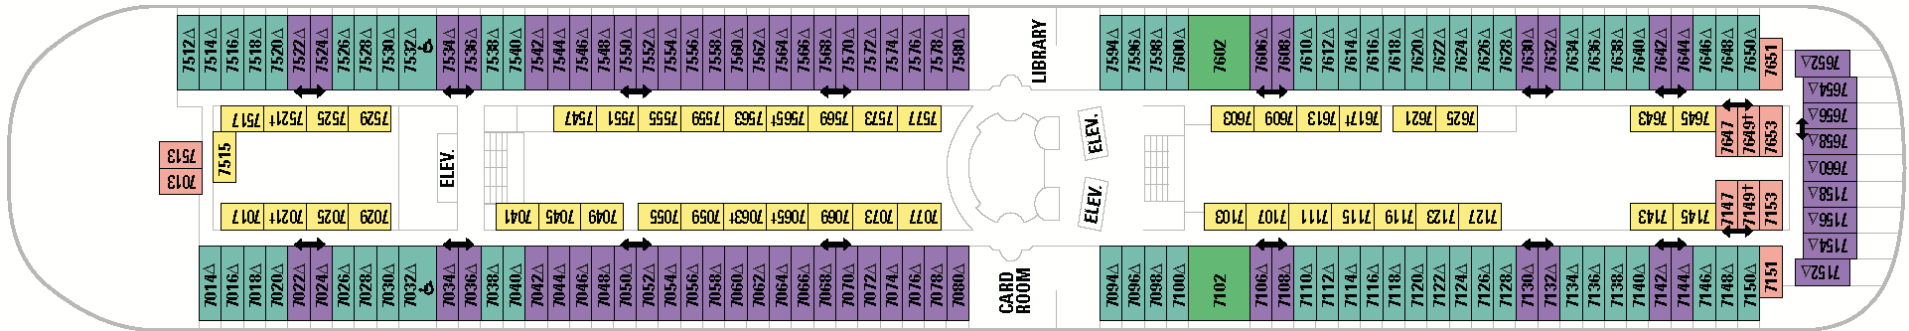 7512△ 7514△ 7516△ 7518△ 7520△ 7522△ 7524△ 7526△ 7528△ 7530△ 7532△ 7534△ 7536△ 7538△ 7540△ 7542△ 7544△ 7546△ 7548△ 7550△ 7552△ 7554△ 7556△ 7558△ 7560△ 7562△ 7564△ 7566△ 7568△ 7570△ 7572△ 7574△ 7576△ 7578△ 7580△
LIBRARY
7594△ 7596△ 7598△ 7600△ 7602 7606△ 7608△ 7610△ 7612△ 7614△ 7616△ 7618△ 7620△ 7622△ 7624△ 7626△ 7628△ 7630△ 7632△ 7634△ 7636△ 7638△ 7640△ 7642△ 7644△ 7646△ 7648△ 7650△ 7651
7652△
7654△
7656△
7658△
7660△
7158△
7156△
7154△
7152△
7517 7521† 7525 7529
7547 7551 7555 7559 7563 7565† 7569 7573 7577
7603 7609 7613 7617† 7621 7625
7643 7645 7647 7649† 7653
7513
7013
7515
ELEV.
ELEV.
ELEV.
7017 7021† 7025 7029
7041 7045 7049 7055 7059 7063† 7065† 7069 7073 7077
7103 7107 7111 7115 7119 7123 7127
7143 7145 7147 7149† 7153
7014△ 7016△ 7018△ 7020△ 7022△ 7024△ 7026△ 7028△ 7030△ 7032△ 7034△ 7036△ 7038△ 7040△ 7042△ 7044△ 7046△ 7048△ 7050△ 7052△ 7054△ 7056△ 7058△ 7060△ 7062△ 7064△ 7066△ 7068△ 7070△ 7072△ 7074△ 7076△ 7078△ 7080△
CARD
ROOM
7094△ 7096△ 7098△ 7100△ 7102 7106△ 7108△ 7110△ 7112△ 7114△ 7116△ 7118△ 7120△ 7122△ 7124△ 7126△ 7128△ 7130△ 7132△ 7134△ 7136△ 7138△ 7140△ 7142△ 7144△ 7146△ 7148△ 7150△ 7151